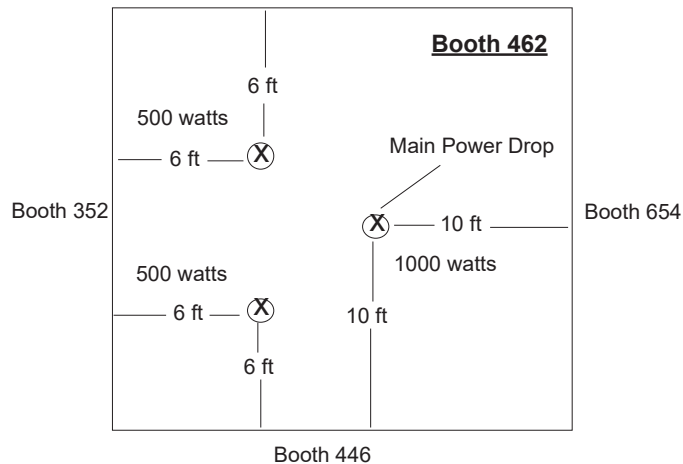 Booth 462
6 ft
500 watts
X
6 ft
Main Power Drop
Booth 352
X
10 ft
Booth 654
1000 watts
500 watts
X
6 ft
10 ft
6 ft
Booth 446